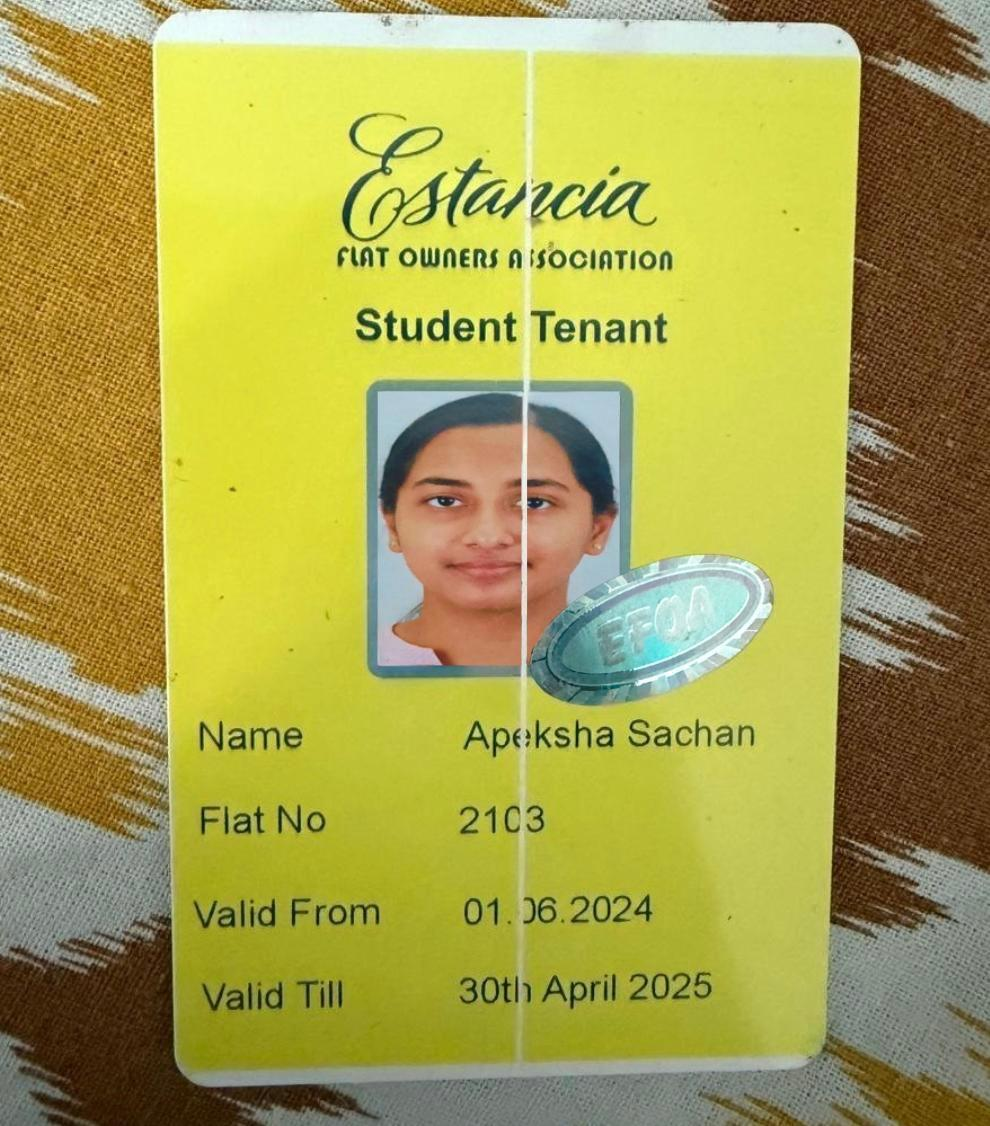 Estancia
FLAT OWNERS ASSOCIATION
Student Tenant
EFOA
Name Apeksha Sachan
Flat No 2103
Valid From 01.06.2024
Valid Till 30th April 2025